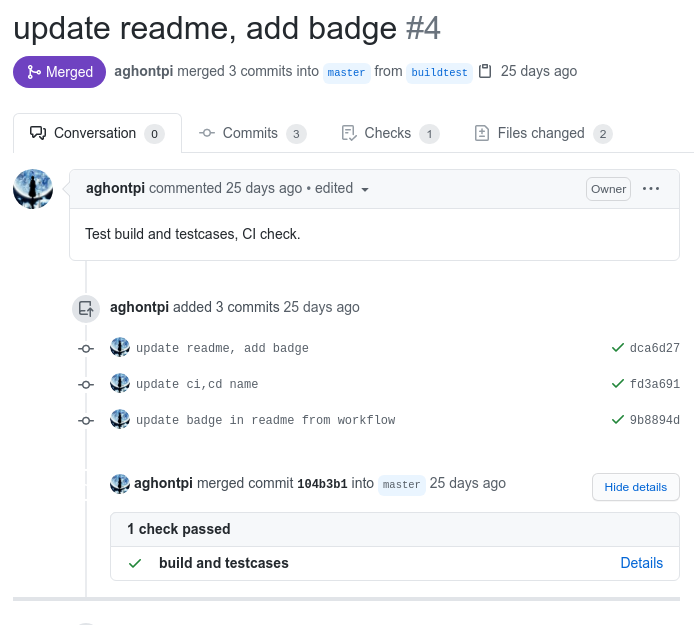 update readme, add badge #4
Merged aghontpi merged 3 commits into master from buildtest 25 days ago
Conversation 0 Commits 3 Checks 1 Files changed 2
aghontpi commented 25 days ago • edited Owner
Test build and testcases, CI check.
aghontpi added 3 commits 25 days ago
update readme, add badge dca6d27
update ci,cd name fd3a691
update badge in readme from workflow 9b8894d
aghontpi merged commit 104b3b1 into master 25 days ago Hide details
1 check passed
build and testcases Details